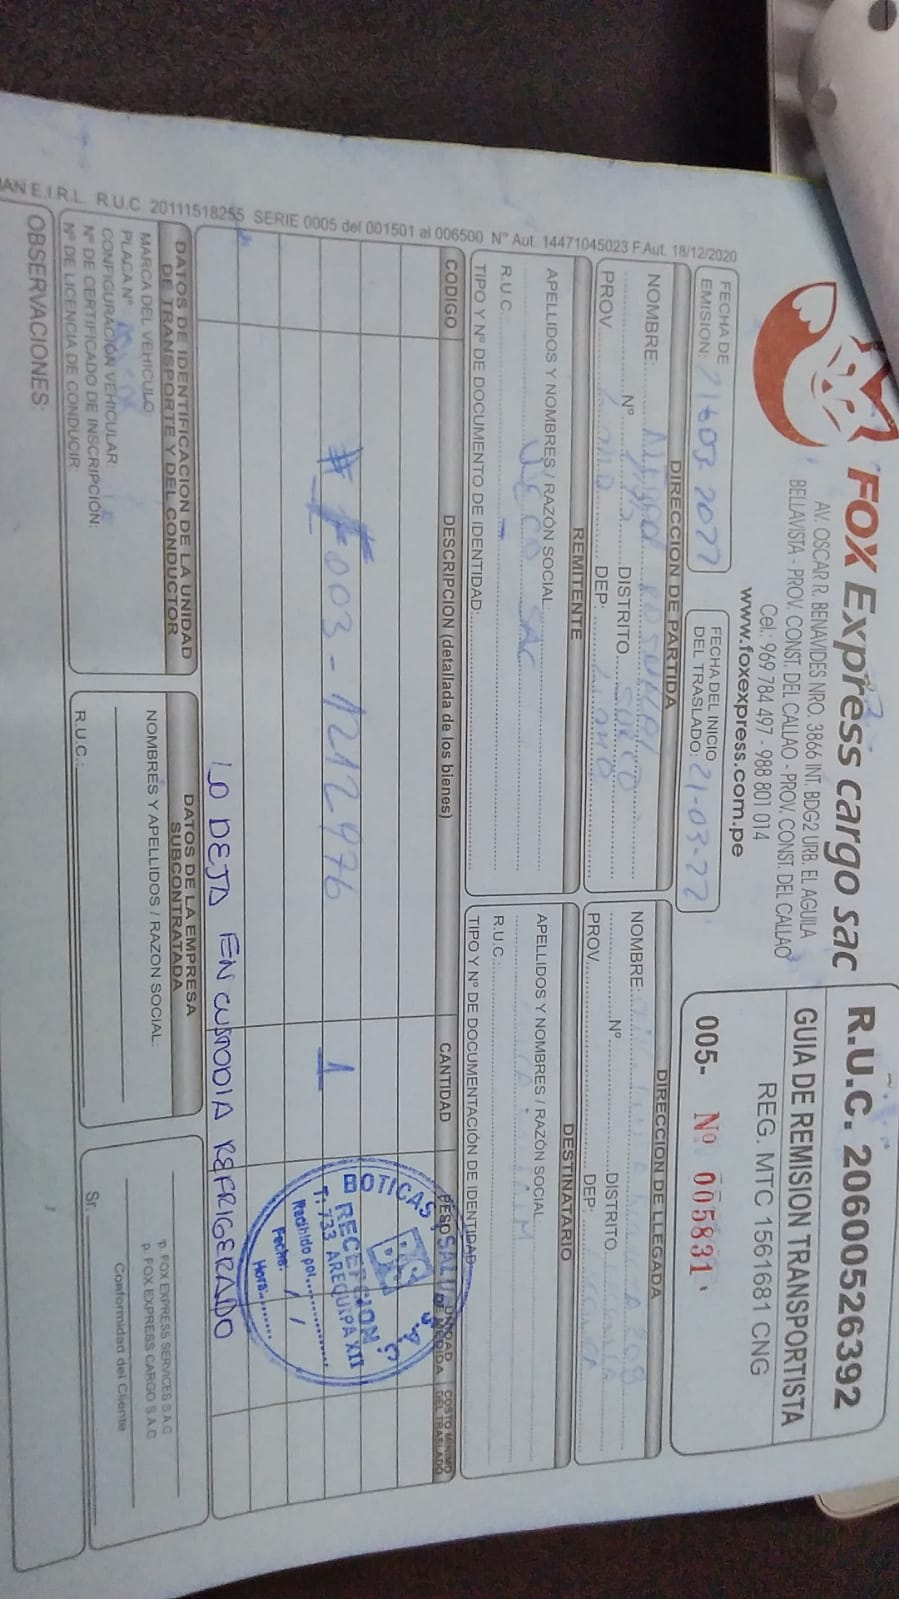 FOX Express cargo sac
AV. OSCAR R. BENAVIDES NRO. 3866 INT. BDG2 URB. EL AGUILA
BELLAVISTA - PROV. CONST. DEL CALLAO - PROV. CONST. DEL CALLAO
Cel.: 969 784 497 - 988 801 014
www.foxexpress.com.pe
R.U.C. 20600526392
GUIA DE REMISION TRANSPORTISTA
REG. MTC 1561681 CNG
005- Nº 005831
FECHA DE EMISION: 21-03-2022
FECHA DEL INICIO DEL TRASLADO: 21-03-22
DIRECCION DE PARTIDA
NOMBRE:
Nº DISTRITO SURCO
PROV. Lima DEP: Lima
DIRECCION DE LLEGADA
NOMBRE:
Nº DISTRITO
PROV. DEP:
REMITENTE
APELLIDOS Y NOMBRES / RAZÓN SOCIAL: SAC
R.U.C.
TIPO Y Nº DE DOCUMENTO DE IDENTIDAD:
DESTINATARIO
APELLIDOS Y NOMBRES / RAZÓN SOCIAL
R.U.C.
TIPO Y Nº DE DOCUMENTACIÓN DE IDENTIDAD
CODIGO DESCRIPCION (detallada de los bienes) CANTIDAD PESO UNIDAD DE MEDIDA COSTO MINIMO DEL TRASLADO
003-1212976 1
LO DEJA EN CUSTODIA REFRIGERADO
BOTICAS SALUD
RECEPCION
T: 733 AREQUIPA XII
Recibido por:
Fecha: / /
Hora:
DATOS DE IDENTIFICACION DE LA UNIDAD
DE TRANSPORTE Y DEL CONDUCTOR
MARCA DEL VEHICULO:
PLACA Nº
CONFIGURACION VEHICULAR:
Nº DE CERTIFICADO DE INSCRIPCIÓN:
Nº DE LICENCIA DE CONDUCIR:
DATOS DE LA EMPRESA
SUBCONTRATADA
NOMBRES Y APELLIDOS / RAZON SOCIAL:
R.U.C.:
p. FOX EXPRESS SERVICES S.A.C
p. FOX EXPRESS CARGO S.A.C
Conformidad del Cliente
Sr.
OBSERVACIONES:
E.I.R.L. R.U.C. 20111518255 SERIE 0005 del 001501 al 006500 Nº Aut. 14471045023 F.Aut. 18/12/2020